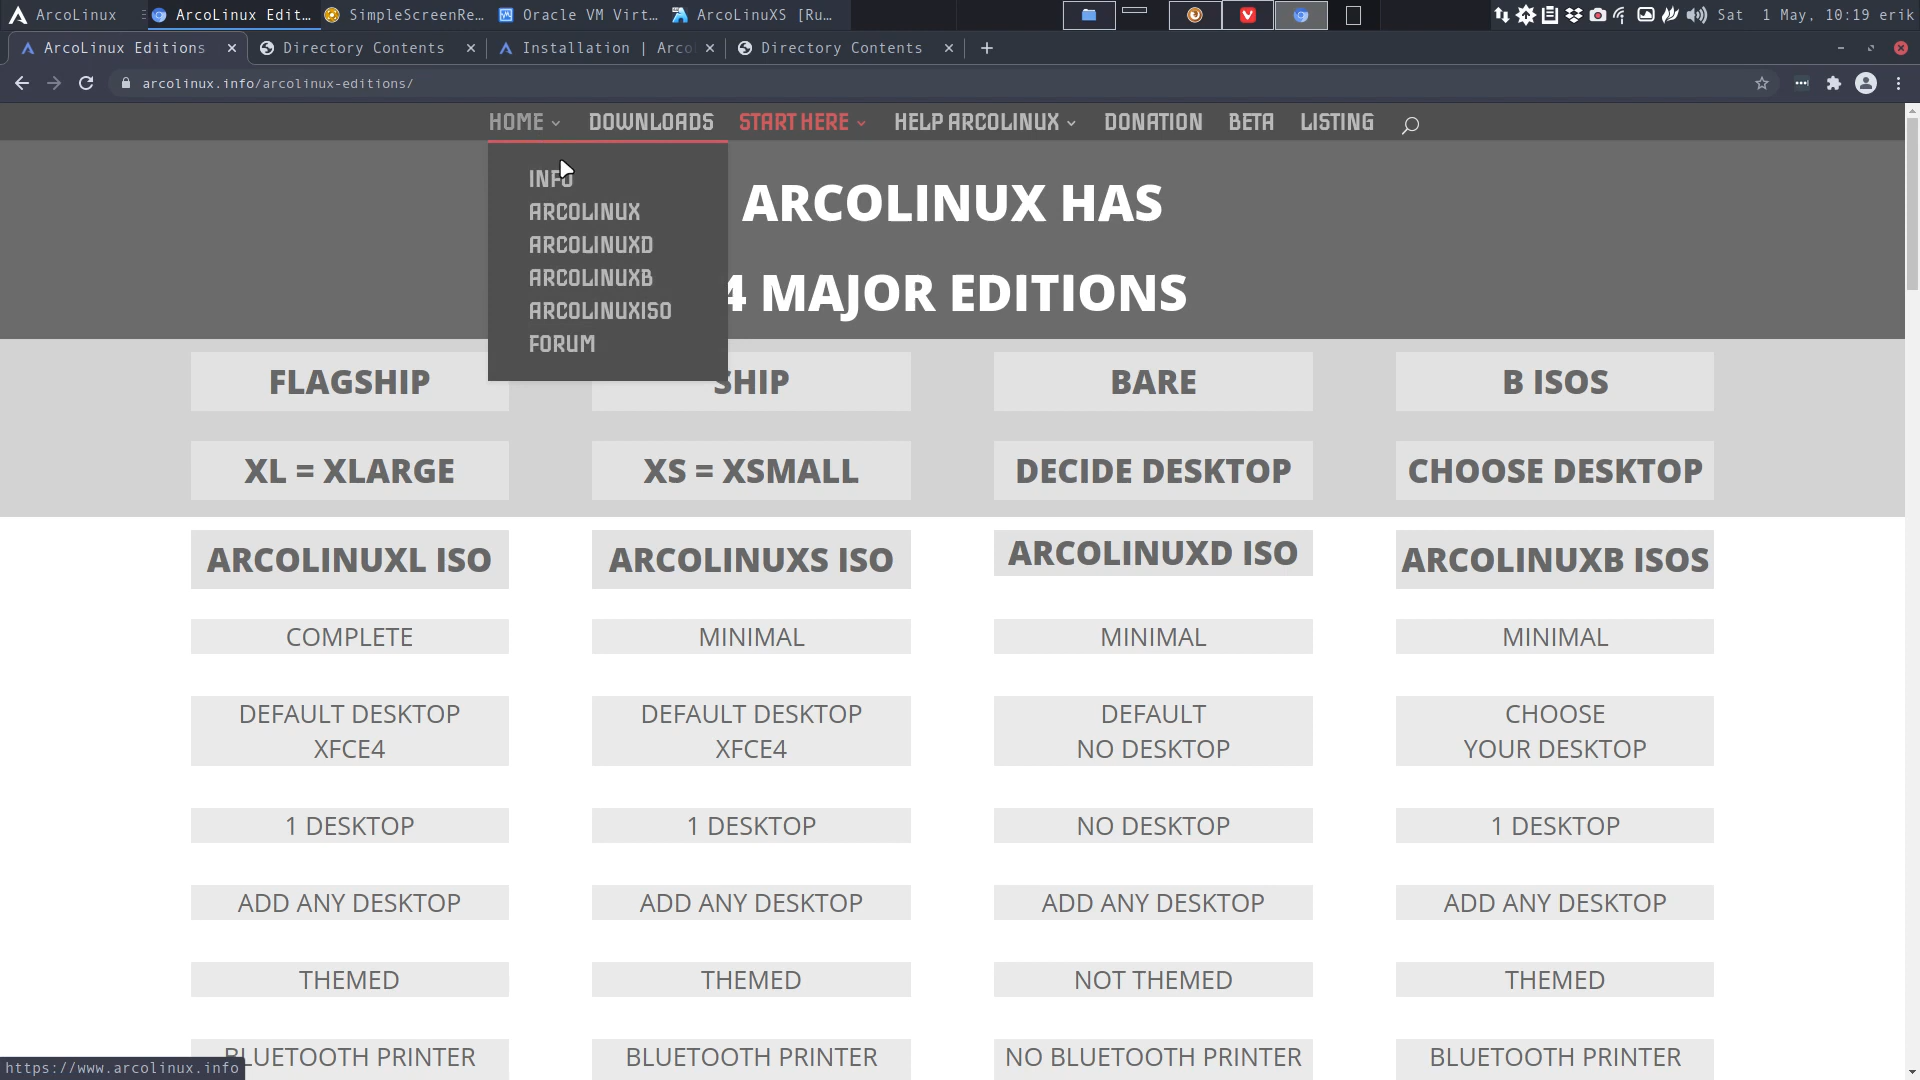 ArcoLinux
ArcoLinux Edit...
SimpleScreenRe...
Oracle VM Virt...
ArcoLinuXS [Ru...
Sat 1 May, 10:19 erik
ArcoLinux Editions
Directory Contents
Installation | Arco
Directory Contents
arcolinux.info/arcolinux-editions/
HOME
DOWNLOADS
START HERE
HELP ARCOLINUX
DONATION
BETA
LISTING
INFO
ARCOLINUX
ARCOLINUXD
ARCOLINUXB
ARCOLINUXISO
FORUM
ARCOLINUX HAS
4 MAJOR EDITIONS
FLAGSHIP
SHIP
BARE
B ISOS
XL = XLARGE
XS = XSMALL
DECIDE DESKTOP
CHOOSE DESKTOP
ARCOLINUXL ISO
ARCOLINUXS ISO
ARCOLINUXD ISO
ARCOLINUXB ISOS
COMPLETE
MINIMAL
MINIMAL
MINIMAL
DEFAULT DESKTOP
XFCE4
DEFAULT DESKTOP
XFCE4
DEFAULT
NO DESKTOP
CHOOSE
YOUR DESKTOP
1 DESKTOP
1 DESKTOP
NO DESKTOP
1 DESKTOP
ADD ANY DESKTOP
ADD ANY DESKTOP
ADD ANY DESKTOP
ADD ANY DESKTOP
THEMED
THEMED
NOT THEMED
THEMED
BLUETOOTH PRINTER
BLUETOOTH PRINTER
NO BLUETOOTH PRINTER
BLUETOOTH PRINTER
https://www.arcolinux.info